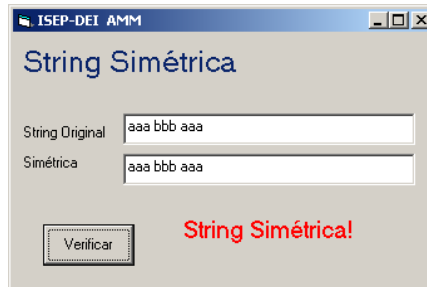 ISEP-DEI AMM
String Simétrica
String Original aaa bbb aaa
Simétrica aaa bbb aaa
Verificar String Simétrica!